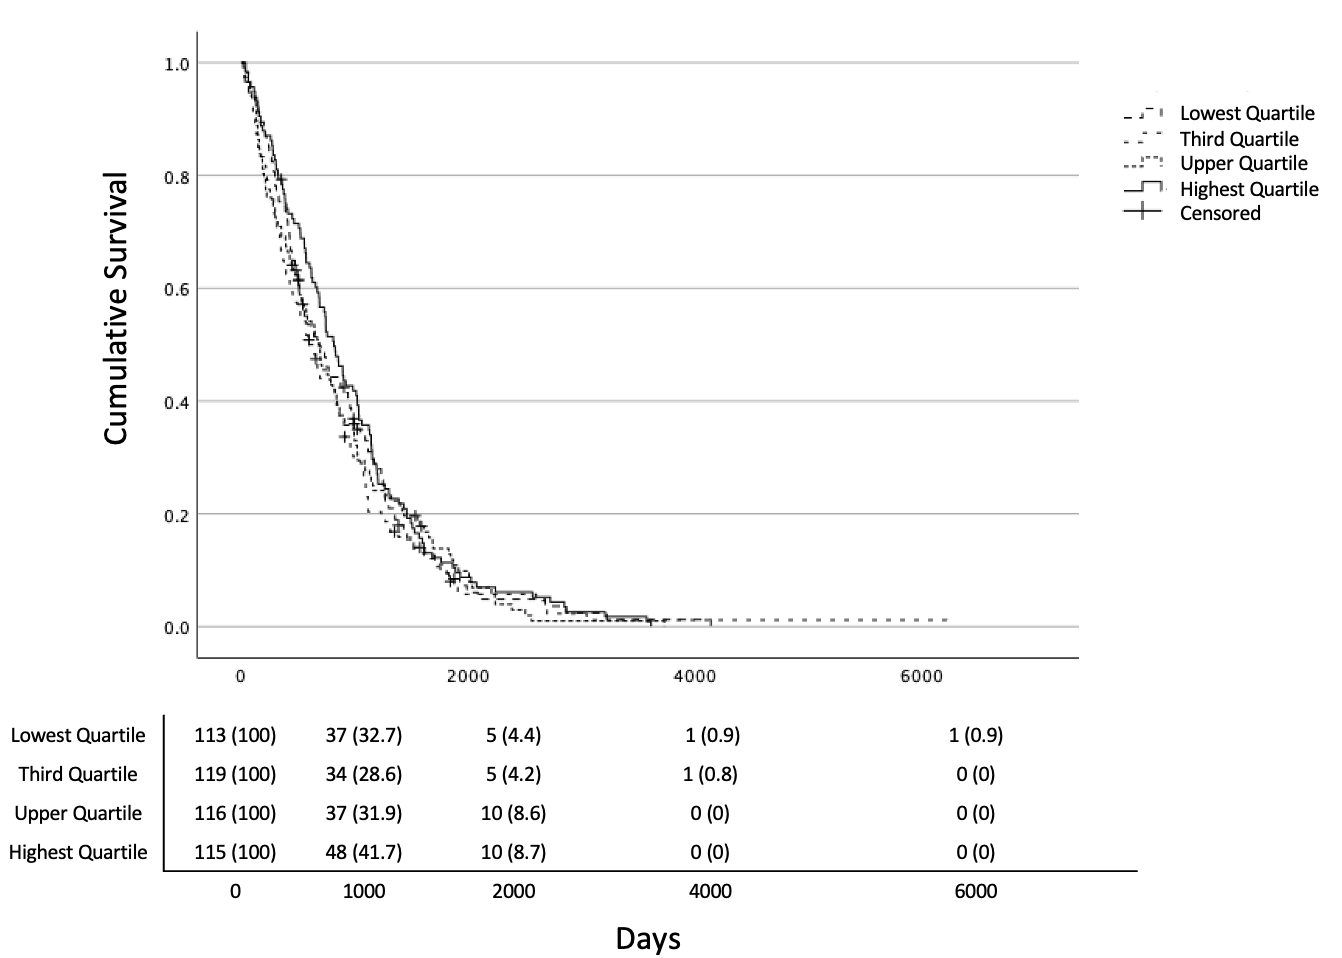 1.0
0.8
0.6
0.4
0.2
0.0
Cumulative Survival
0 2000 4000 6000
Lowest Quartile
Third Quartile
Upper Quartile
Highest Quartile
Censored
Lowest Quartile 113 (100) 37 (32.7) 5 (4.4) 1 (0.9) 1 (0.9)
Third Quartile 119 (100) 34 (28.6) 5 (4.2) 1 (0.8) 0 (0)
Upper Quartile 116 (100) 37 (31.9) 10 (8.6) 0 (0) 0 (0)
Highest Quartile 115 (100) 48 (41.7) 10 (8.7) 0 (0) 0 (0)
0 1000 2000 4000 6000
Days